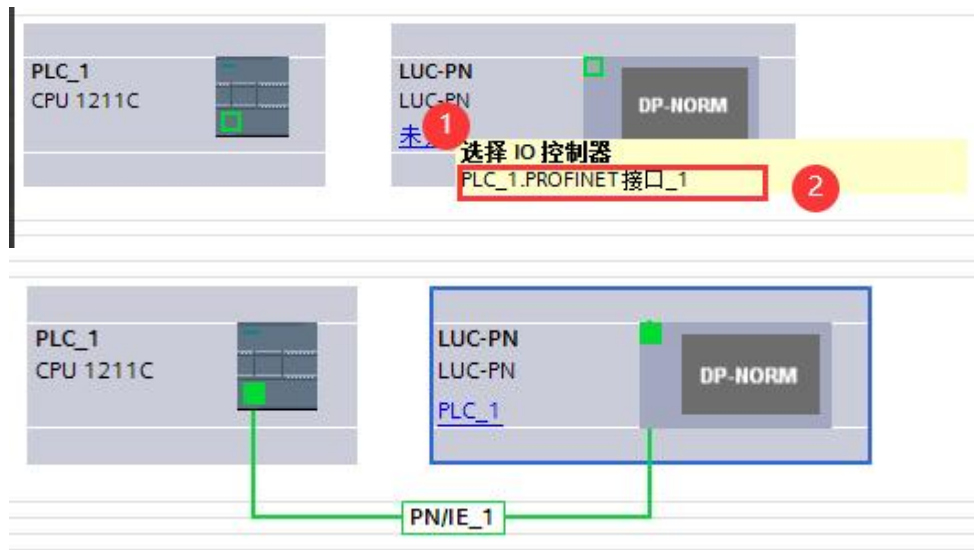 PLC_1
CPU 1211C
LUC-PN
LUC-PN
DP-NORM
未
1
选择 IO 控制器
PLC_1.PROFINET接口_1
2
PLC_1
CPU 1211C
LUC-PN
LUC-PN
DP-NORM
PLC_1
PN/IE_1